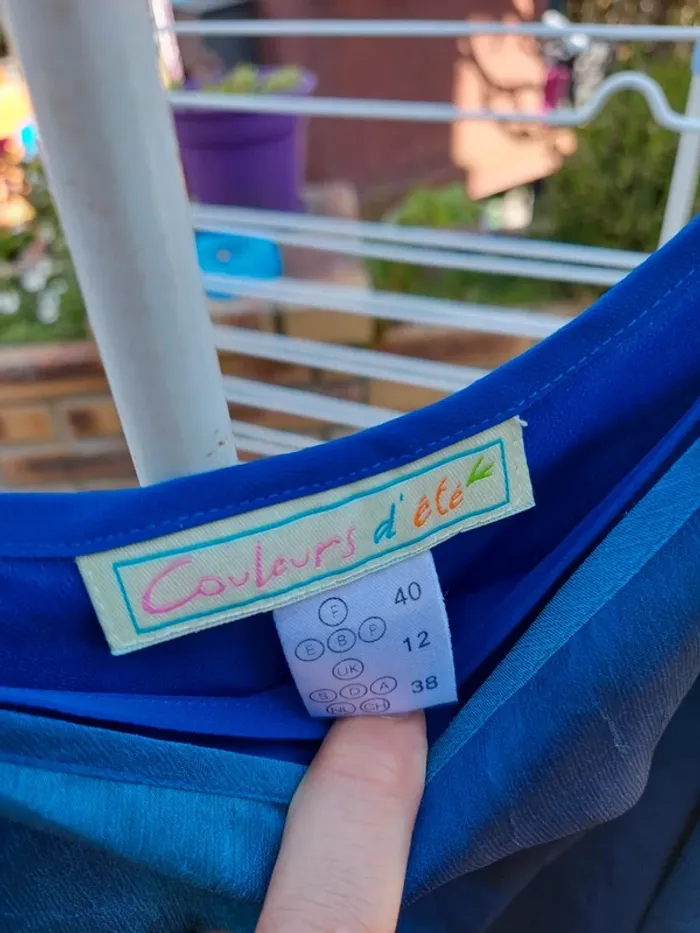 Couleurs d'été
F 40
E B P 12
UK
S D A 38
NL CH